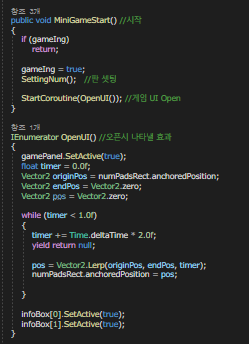 참조 3개
public void MiniGameStart() //시작
{
if (gameIng)
return;
gameIng = true;
SettingNum(); //판 셋팅
StartCoroutine(OpenUI()); //게임 UI Open
}
참조 1개
IEnumerator OpenUI() //오픈시 나타낼 효과
{
gamePanel.SetActive(true);
float timer = 0.0f;
Vector2 originPos = numPadsRect.anchoredPosition;
Vector2 endPos = Vector2.zero;
Vector2 pos = Vector2.zero;
while (timer < 1.0f)
{
timer += Time.deltaTime * 2.0f;
yield return null;
pos = Vector2.Lerp(originPos, endPos, timer);
numPadsRect.anchoredPosition = pos;
}
infoBox[0].SetActive(true);
infoBox[1].SetActive(true);
}